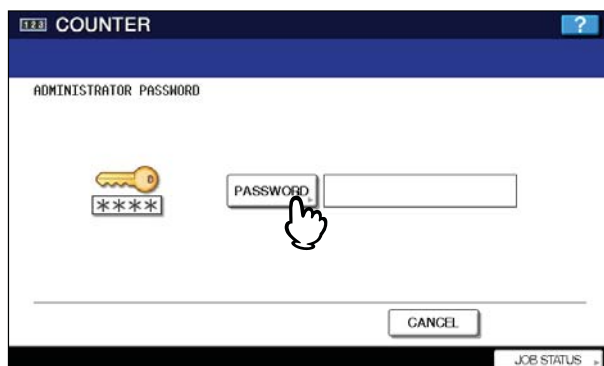 123 COUNTER ?
ADMINISTRATOR PASSWORD
PASSWORD
****
CANCEL
JOB STATUS